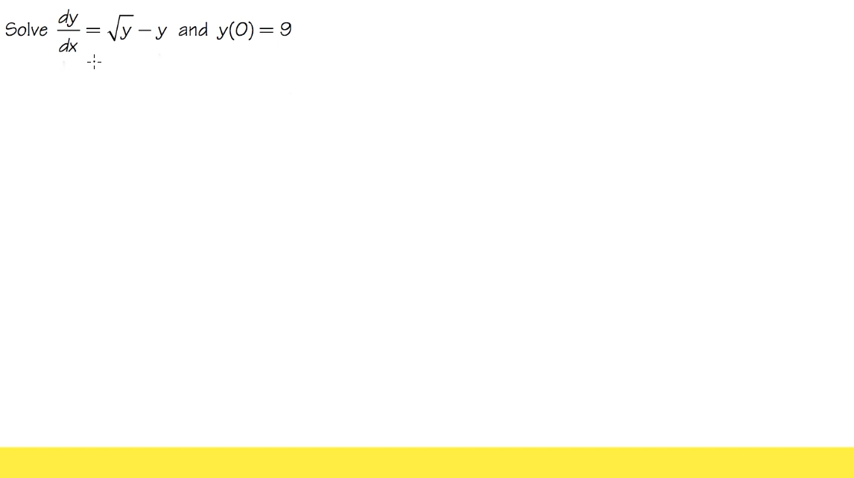 Solve dy/dx = √y − y and y(0) = 9